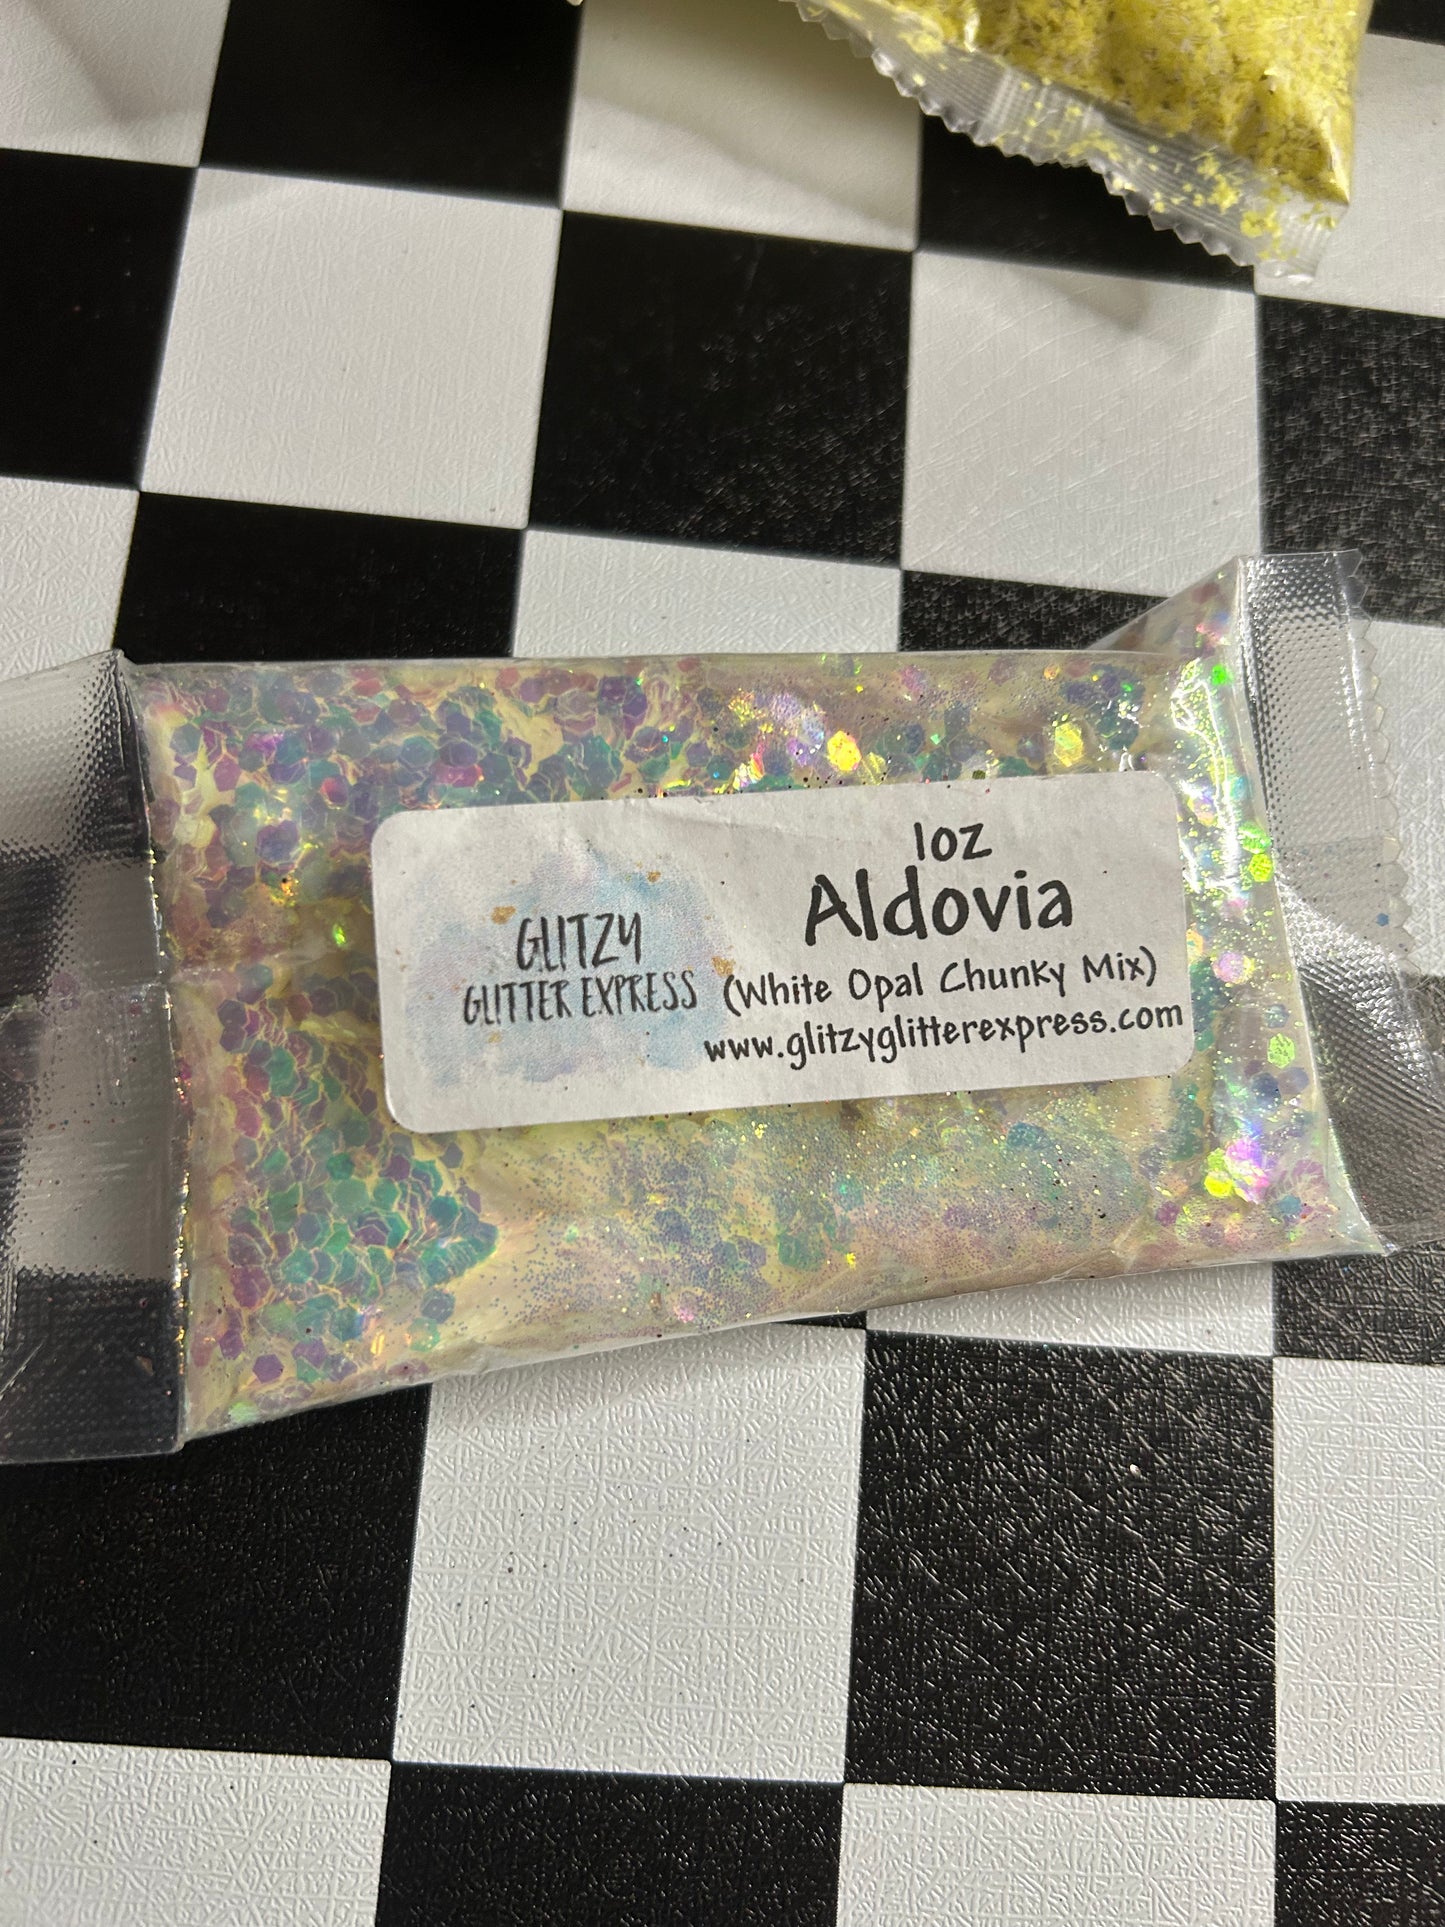 GLITZY
GLITTER EXPRESS
1oz
Aldovia
(White Opal Chunky Mix)
www.glitzyglitterexpress.com